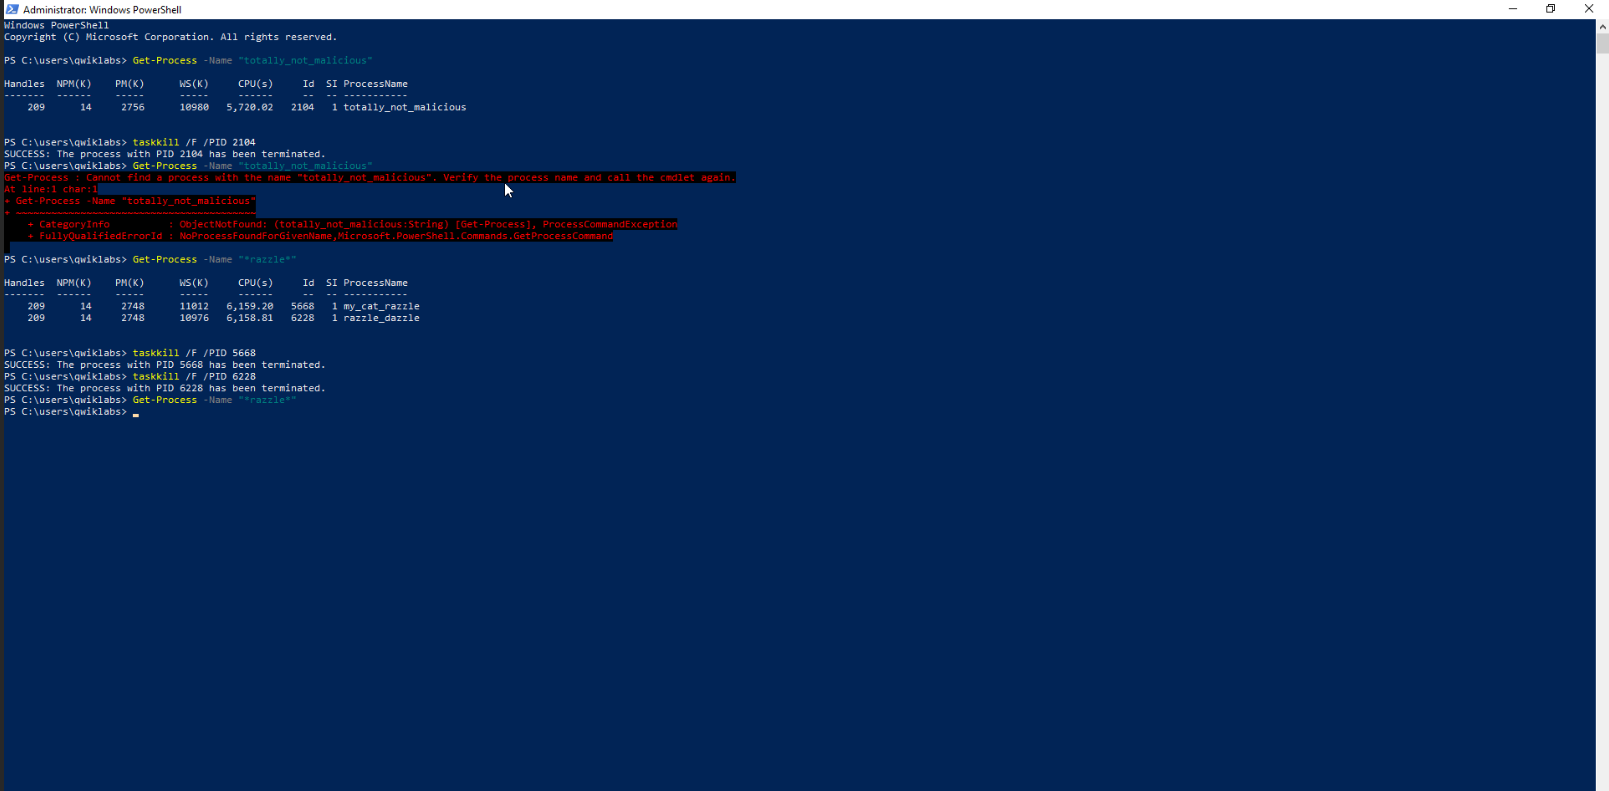 Administrator: Windows PowerShell
Windows PowerShell
Copyright (C) Microsoft Corporation. All rights reserved.
PS C:\users\qwiklabs> Get-Process -Name "totally_not_malicious"
Handles  NPM(K)    PM(K)      WS(K)     CPU(s)     Id  SI ProcessName
-------  ------    -----      -----     ------     --  -- -----------
    209      14     2756      10980   5,720.02   2104   1 totally_not_malicious
PS C:\users\qwiklabs> taskkill /F /PID 2104
SUCCESS: The process with PID 2104 has been terminated.
PS C:\users\qwiklabs> Get-Process -Name "totally_not_malicious"
Get-Process : Cannot find a process with the name "totally_not_malicious". Verify the process name and call the cmdlet again.
At line:1 char:1
+ Get-Process -Name "totally_not_malicious"
+ ~~~~~~~~~~~~~~~~~~~~~~~~~~~~~~~~~~~~~~~~~
    + CategoryInfo          : ObjectNotFound: (totally_not_malicious:String) [Get-Process], ProcessCommandException
    + FullyQualifiedErrorId : NoProcessFoundForGivenName,Microsoft.PowerShell.Commands.GetProcessCommand
PS C:\users\qwiklabs> Get-Process -Name "*razzle*"
Handles  NPM(K)    PM(K)      WS(K)     CPU(s)     Id  SI ProcessName
-------  ------    -----      -----     ------     --  -- -----------
    209      14     2748      11012   6,159.20   5668   1 my_cat_razzle
    209      14     2748      10976   6,158.81   6228   1 razzle_dazzle
PS C:\users\qwiklabs> taskkill /F /PID 5668
SUCCESS: The process with PID 5668 has been terminated.
PS C:\users\qwiklabs> taskkill /F /PID 6228
SUCCESS: The process with PID 6228 has been terminated.
PS C:\users\qwiklabs> Get-Process -Name "*razzle*"
PS C:\users\qwiklabs>